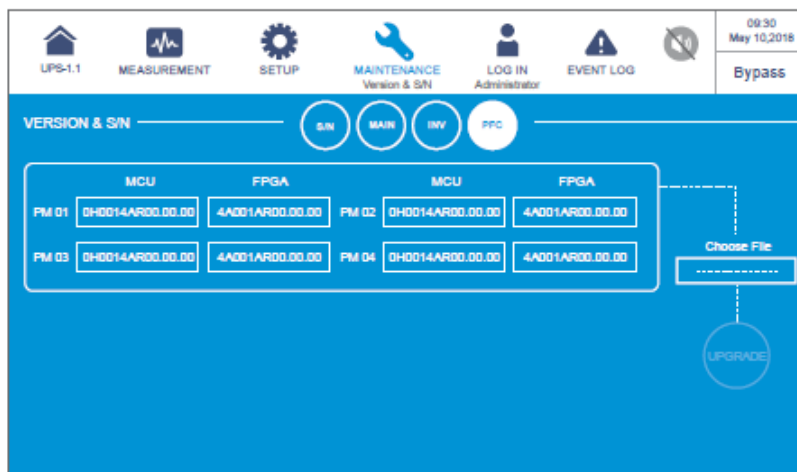 09:30
May 10,2018
UPS-1.1 MEASUREMENT SETUP MAINTENANCE LOG IN EVENT LOG
Version & S/N Administrator
Bypass
VERSION & S/N S/N MAIN INV PFC
MCU FPGA MCU FPGA
PM 01 0H0014AR00.00.00 4A001AR00.00.00 PM 02 0H0014AR00.00.00 4A001AR00.00.00
Choose File
PM 03 0H0014AR00.00.00 4A001AR00.00.00 PM 04 0H0014AR00.00.00 4A001AR00.00.00
---------------
UPGRADE